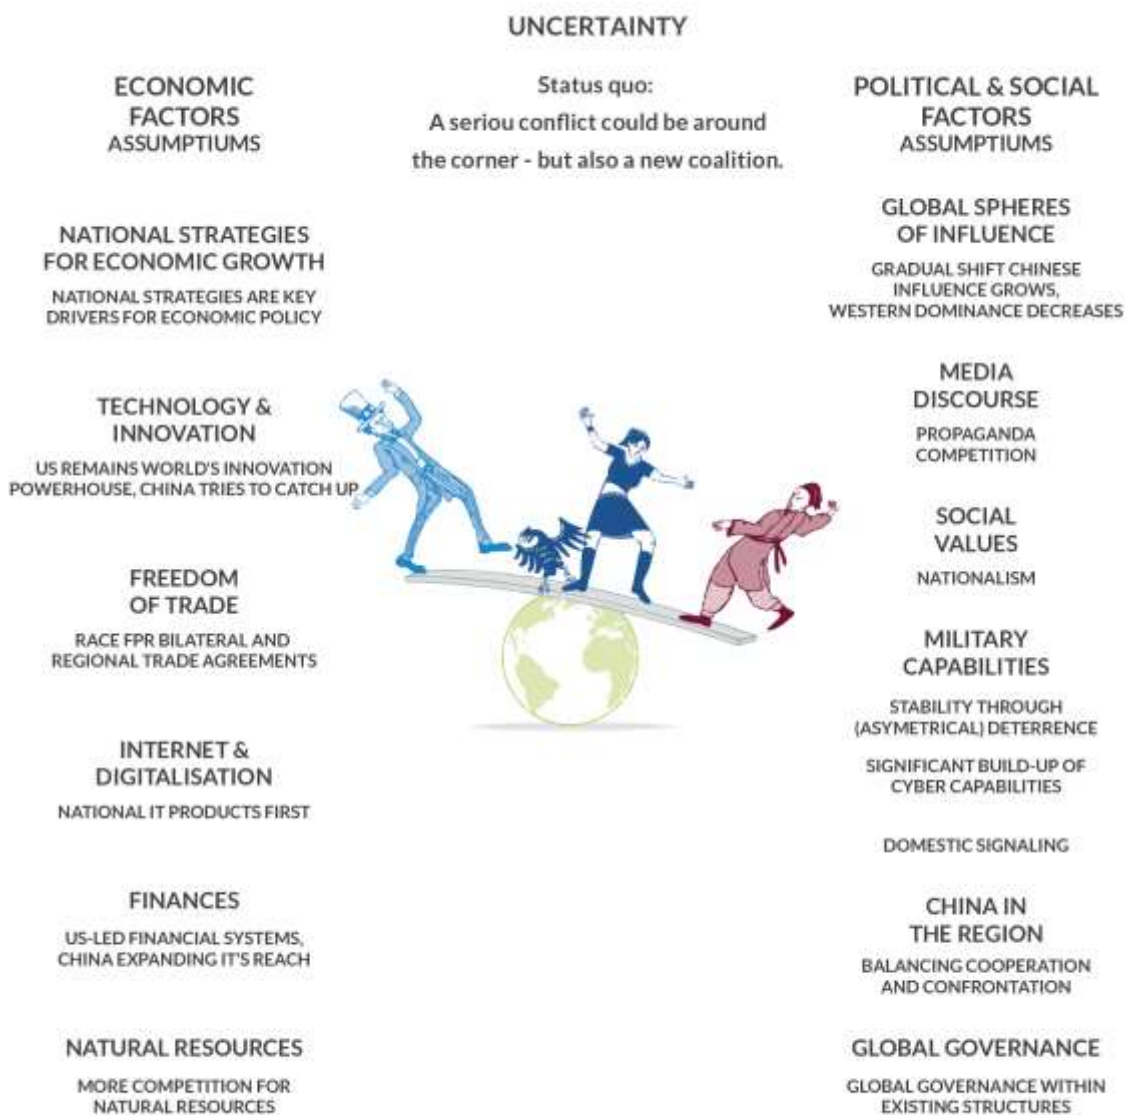 UNCERTAINTY
Status quo:
A seriou conflict could be around
the corner - but also a new coalition.
ECONOMIC
FACTORS
ASSUMPTIUMS
NATIONAL STRATEGIES
FOR ECONOMIC GROWTH
NATIONAL STRATEGIES ARE KEY
DRIVERS FOR ECONOMIC POLICY
TECHNOLOGY &
INNOVATION
US REMAINS WORLD'S INNOVATION
POWERHOUSE, CHINA TRIES TO CATCH UP
FREEDOM
OF TRADE
RACE FPR BILATERAL AND
REGIONAL TRADE AGREEMENTS
INTERNET &
DIGITALISATION
NATIONAL IT PRODUCTS FIRST
FINANCES
US-LED FINANCIAL SYSTEMS,
CHINA EXPANDING IT'S REACH
NATURAL RESOURCES
MORE COMPETITION FOR
NATURAL RESOURCES
POLITICAL & SOCIAL
FACTORS
ASSUMPTIUMS
GLOBAL SPHERES
OF INFLUENCE
GRADUAL SHIFT CHINESE
INFLUENCE GROWS,
WESTERN DOMINANCE DECREASES
MEDIA
DISCOURSE
PROPAGANDA
COMPETITION
SOCIAL
VALUES
NATIONALISM
MILITARY
CAPABILITIES
STABILITY THROUGH
(ASYMETRICAL) DETERRENCE
SIGNIFICANT BUILD-UP OF
CYBER CAPABILITIES
DOMESTIC SIGNALING
CHINA IN
THE REGION
BALANCING COOPERATION
AND CONFRONTATION
GLOBAL GOVERNANCE
GLOBAL GOVERNANCE WITHIN
EXISTING STRUCTURES